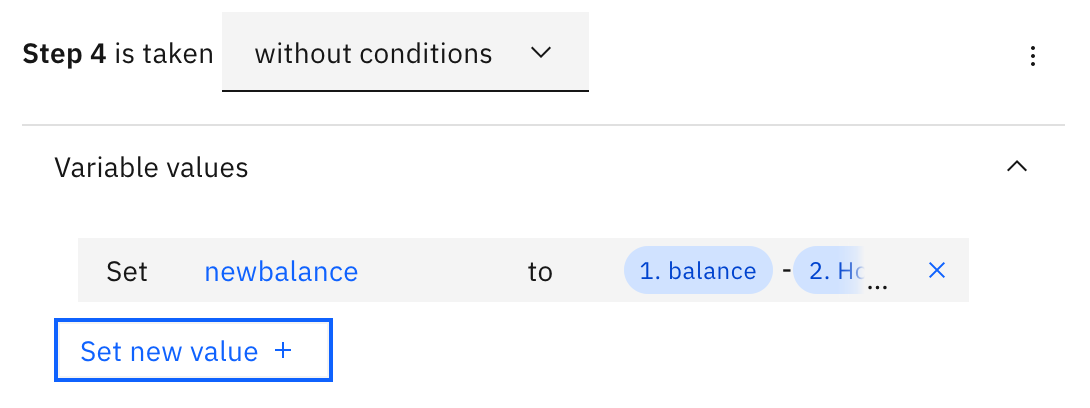 Step 4 is taken without conditions
Variable values
Set newbalance to 1. balance - 2. Ho...
Set new value +